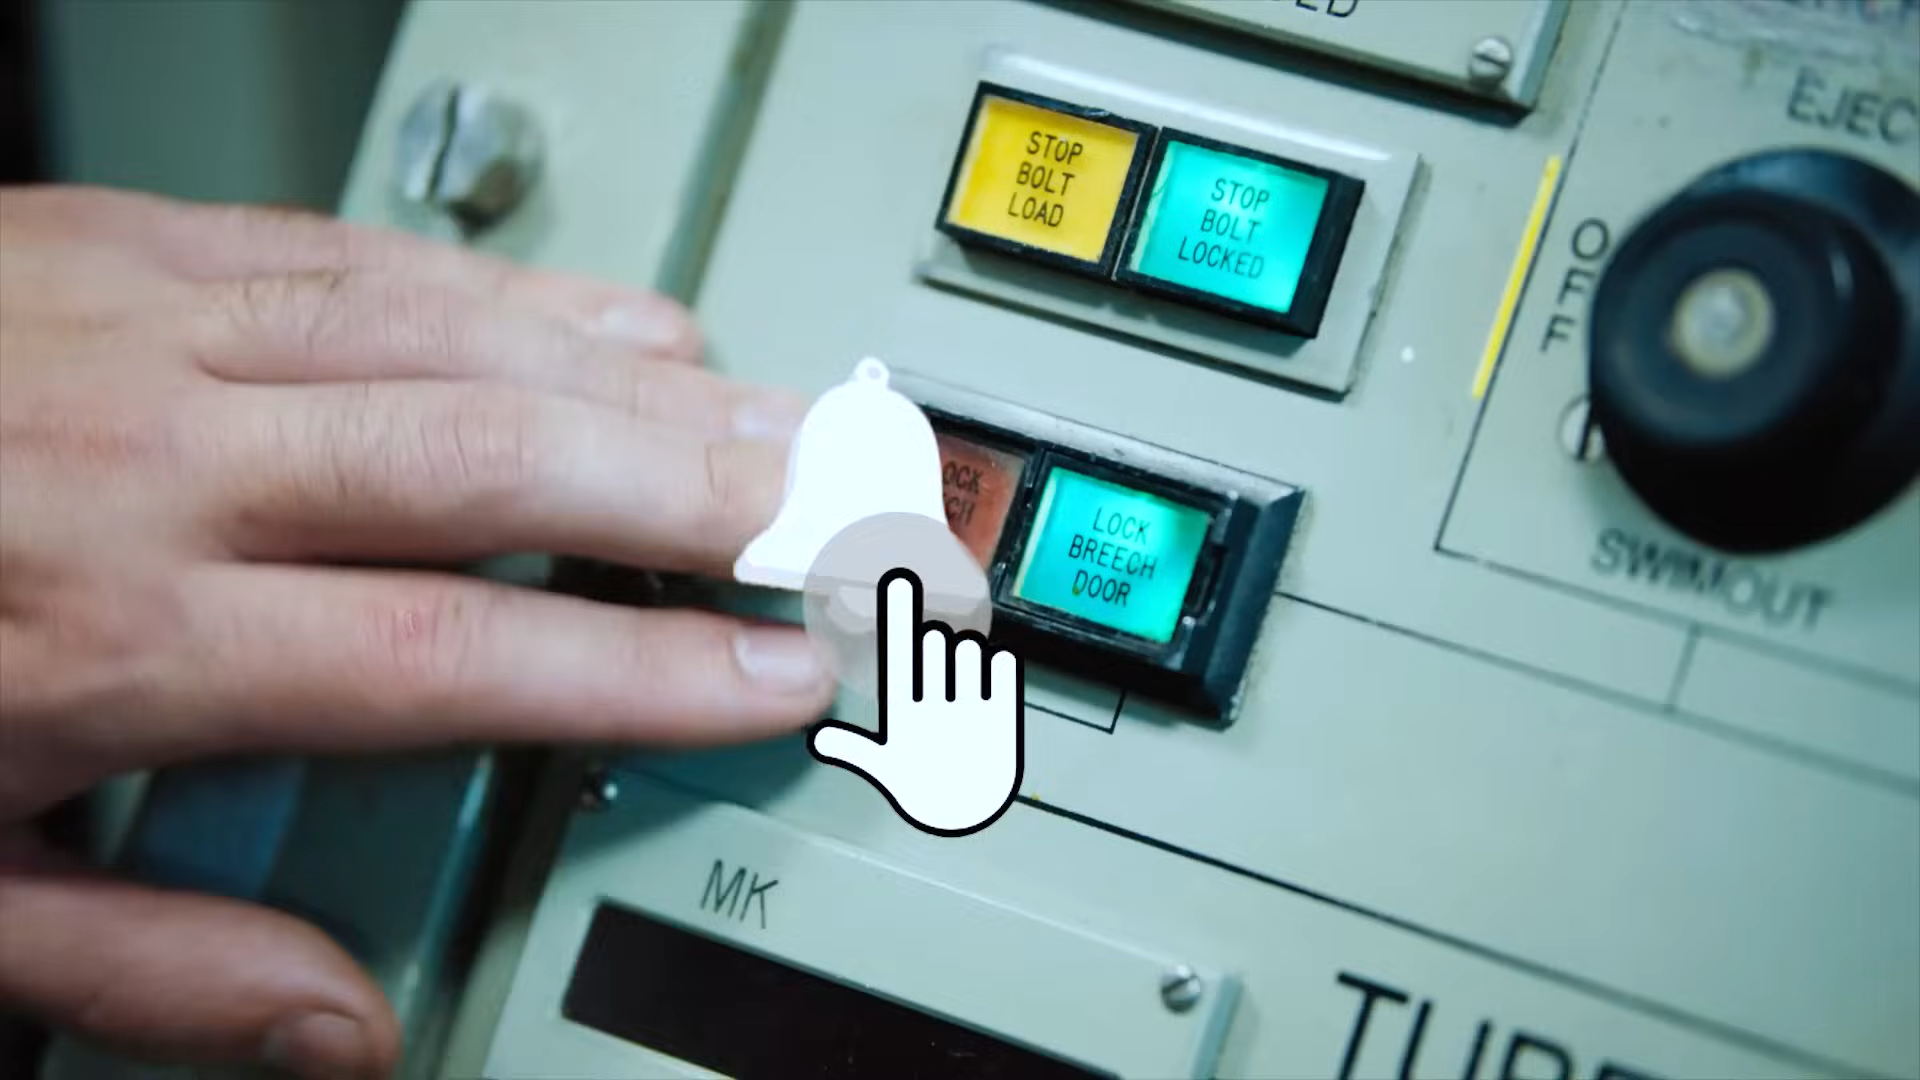 STOP
BOLT
LOAD
STOP
BOLT
LOCKED
OFF
SWIMOUT
LOCK
BREECH
DOOR
MK